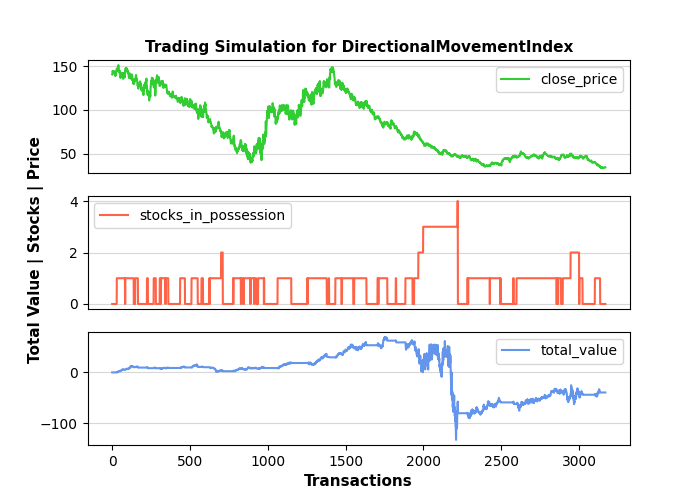 Trading Simulation for DirectionalMovementIndex
150
100
50
close_price
4
2
0
stocks_in_possession
Total Value | Stocks | Price
0
−100
total_value
0 500 1000 1500 2000 2500 3000
Transactions